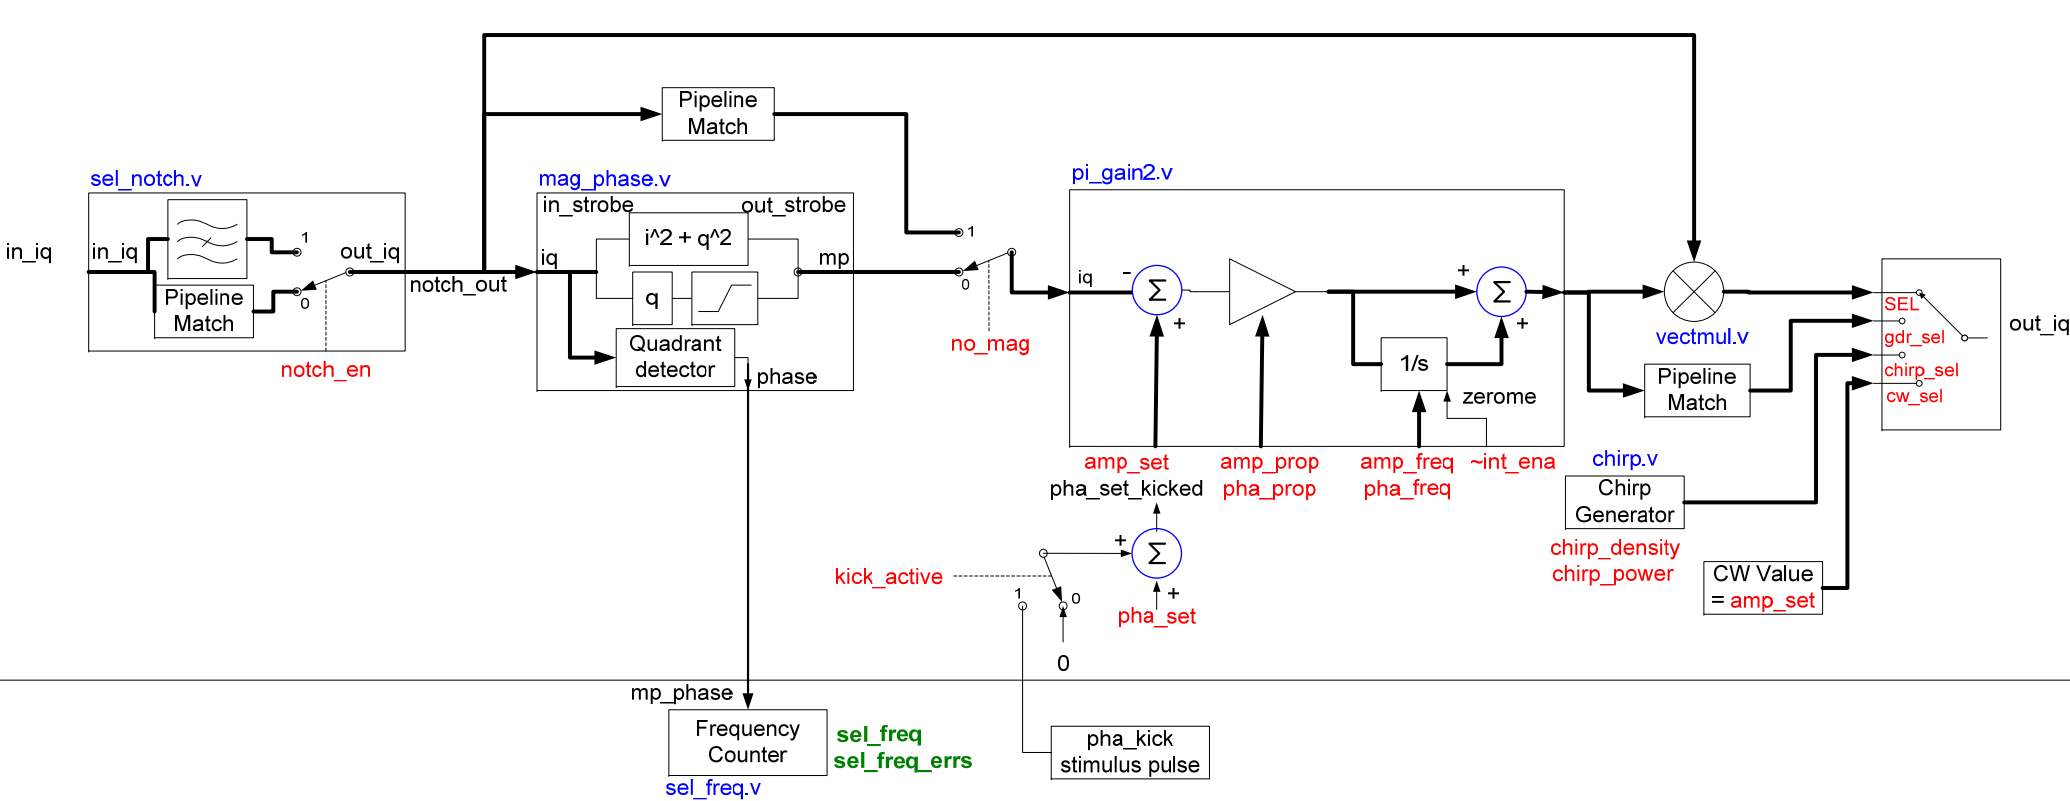 in_iq
sel_notch.v
in_iq
1
out_iq
Pipeline
Match
0
notch_en
notch_out
Pipeline
Match
mag_phase.v
in_strobe
out_strobe
i^2 + q^2
iq
mp
q
Quadrant
detector
phase
1
0
no_mag
pi_gain2.v
iq
-
Σ
+
+
Σ
+
1/s
zerome
amp_set
pha_set_kicked
amp_prop
pha_prop
amp_freq
pha_freq
~int_ena
+
Σ
+
pha_set
kick_active
1
0
0
vectmul.v
Pipeline
Match
SEL
gdr_sel
chirp_sel
cw_sel
out_iq
chirp.v
Chirp
Generator
chirp_density
chirp_power
CW Value
= amp_set
mp_phase
Frequency
Counter
sel_freq
sel_freq_errs
sel_freq.v
pha_kick
stimulus pulse